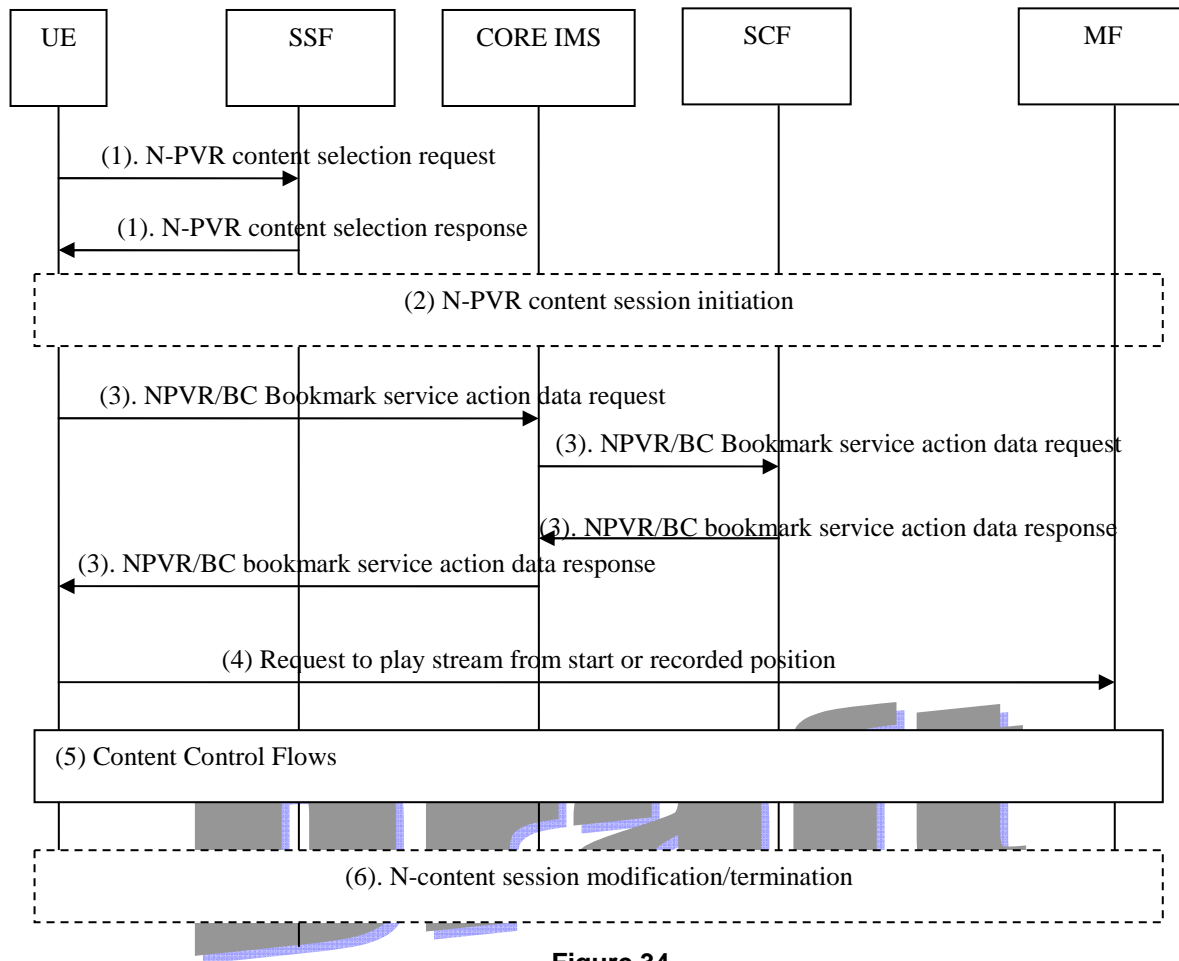 UE SSF CORE IMS SCF MF
(1). N-PVR content selection request
(1). N-PVR content selection response
(2) N-PVR content session initiation
(3). NPVR/BC Bookmark service action data request
(3). NPVR/BC Bookmark service action data request
(3). NPVR/BC bookmark service action data response
(3). NPVR/BC bookmark service action data response
(4) Request to play stream from start or recorded position
(5) Content Control Flows
(6). N-content session modification/termination
Figure 34